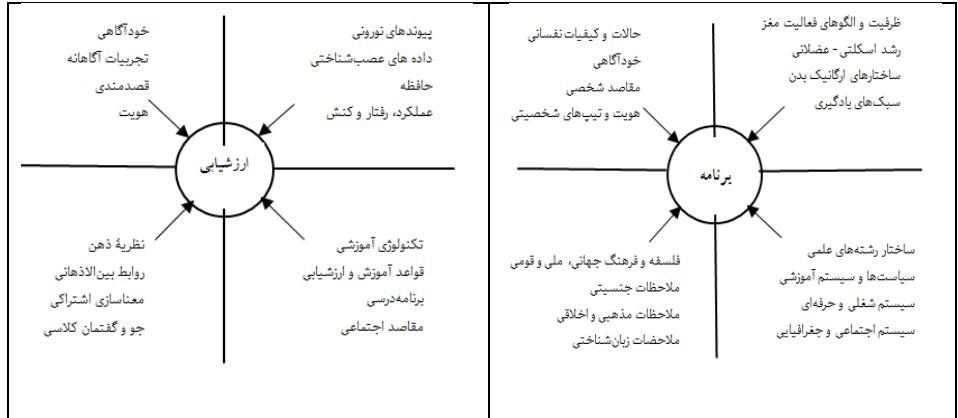 ظرفیت و الگوهای فعالیت مغز
رشد اسکلتی - عضلانی
ساختارهای ارگانیک بدن
سبک‌های یادگیری
حالات و کیفیات نفسانی
خودآگاهی
مقاصد شخصی
هویت و تیپ‌های شخصیتی
برنامه
ساختار رشته‌های علمی
سیاست‌ها و سیستم آموزشی
سیستم شغلی و حرفه‌ای
سیستم اجتماعی و جغرافیایی
فلسفه و فرهنگ جهانی، ملی و قومی
ملاحظات جنسیتی
ملاحظات مذهبی و اخلاقی
ملاحضات زبان‌شناختی
پیوندهای نورونی
داده های عصب‌شناختی
حافظه
عملکرد، رفتار و کنش
خودآگاهی
تجربیات آگاهانه
قصدمندی
هویت
ارزشیابی
تکنولوژی آموزشی
قواعد آموزش و ارزشیابی
برنامه‌درسی
مقاصد اجتماعی
نظریۀ ذهن
روابط بین‌الاذهانی
معناسازی اشتراکی
جو و گفتمان کلاسی